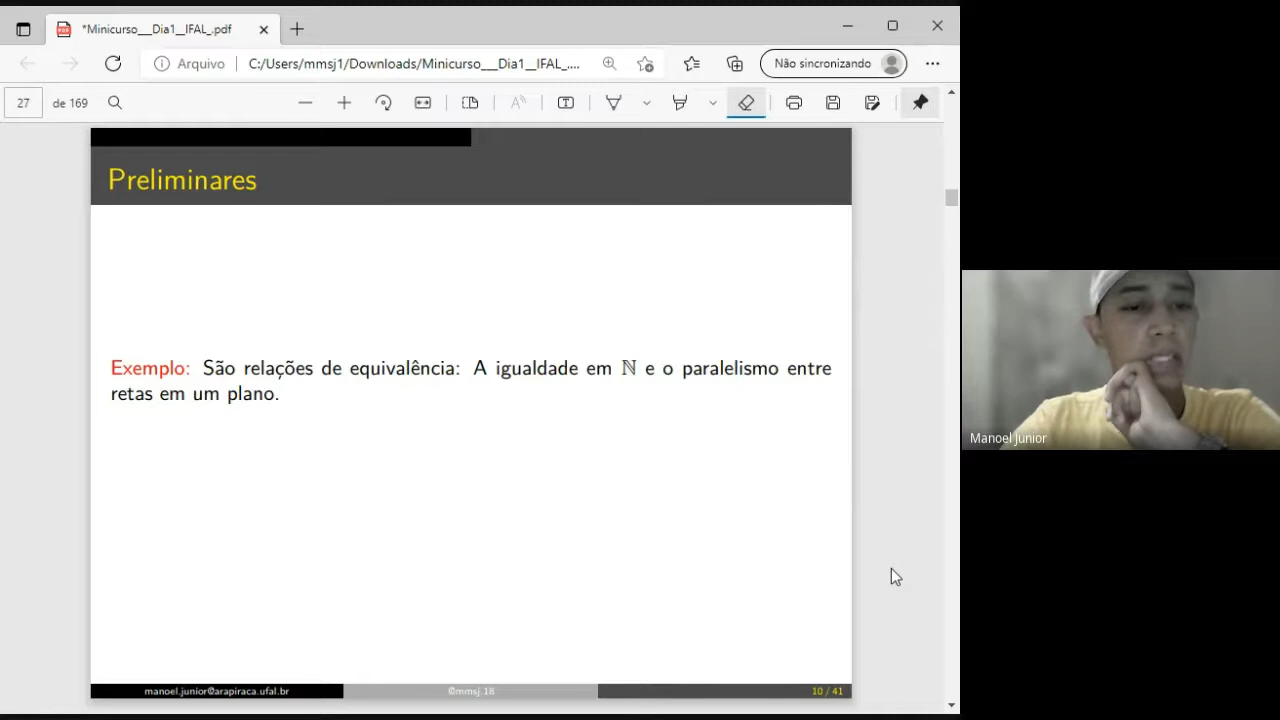 *Minicurso__Dia1__IFAL_.pdf
Arquivo
C:/Users/mmsj1/Downloads/Minicurso__Dia1__IFAL_....
Não sincronizando
27 de 169
Preliminares
Exemplo: São relações de equivalência: A igualdade em ℕ e o paralelismo entre
retas em um plano.
Manoel Junior
manoel.junior@arapiraca.ufal.br
@mmsj.18
10 / 41